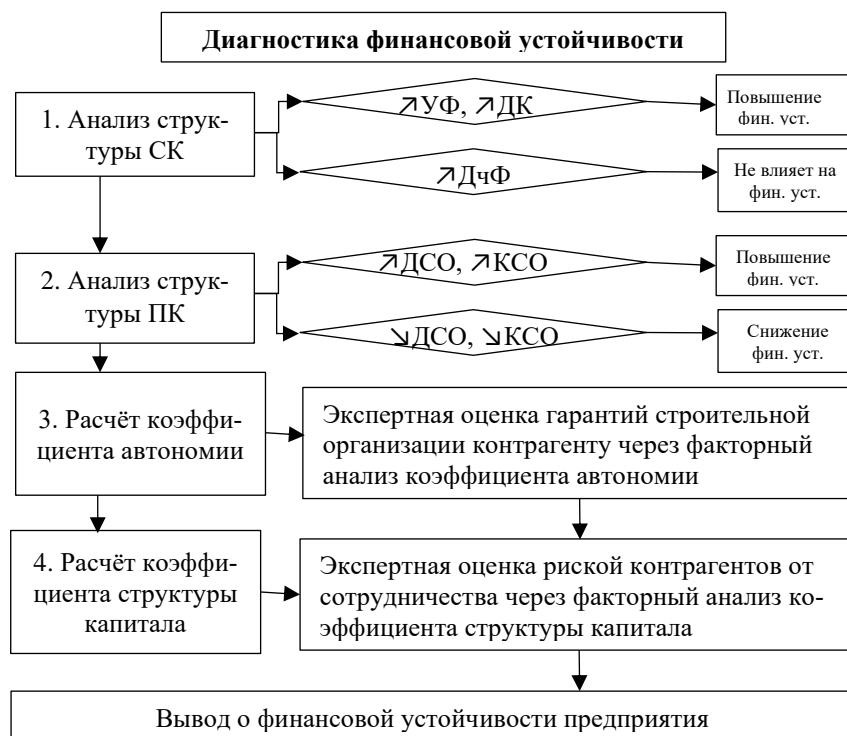 Диагностика финансовой устойчивости
1. Анализ струк-
туры СК
↗УФ, ↗ДК
Повышение
фин. уст.
↗ДчФ
Не влияет на
фин. уст.
2. Анализ струк-
туры ПК
↗ДСО, ↗КСО
Повышение
фин. уст.
↘ДСО, ↘КСО
Снижение
фин. уст.
3. Расчёт коэффи-
циента автономии
Экспертная оценка гарантий строительной
организации контрагенту через факторный
анализ коэффициента автономии
4. Расчёт коэффи-
циента структуры
капитала
Экспертная оценка риской контрагентов от
сотрудничества через факторный анализ ко-
эффициента структуры капитала
Вывод о финансовой устойчивости предприятия